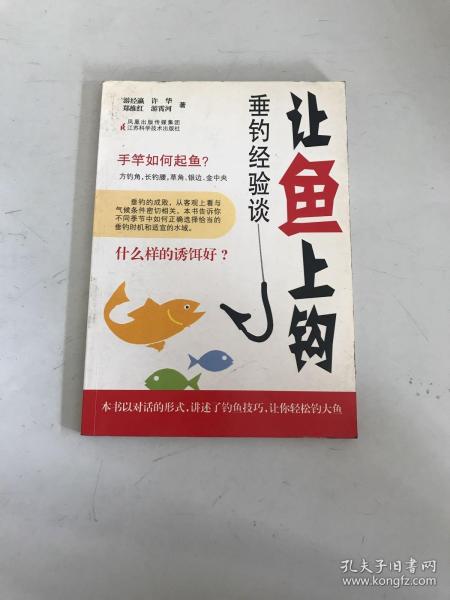 让鱼上钩
垂钓经验谈
游经瀛 许华
郑维红 游霄河 著
凤凰出版传媒集团
江苏科学技术出版社
手竿如何起鱼？
方钓角,长钓腰,草角、银边、金中央
垂钓的成败，从客观上看与
气候条件密切相关。本书告诉你
不同季节中如何正确选择恰当的
垂钓时机和适宜的水域。
什么样的诱饵好？
本书以对话的形式，讲述了钓鱼技巧，让你轻松钓大鱼
孔夫子旧书网
www.kongfz.com